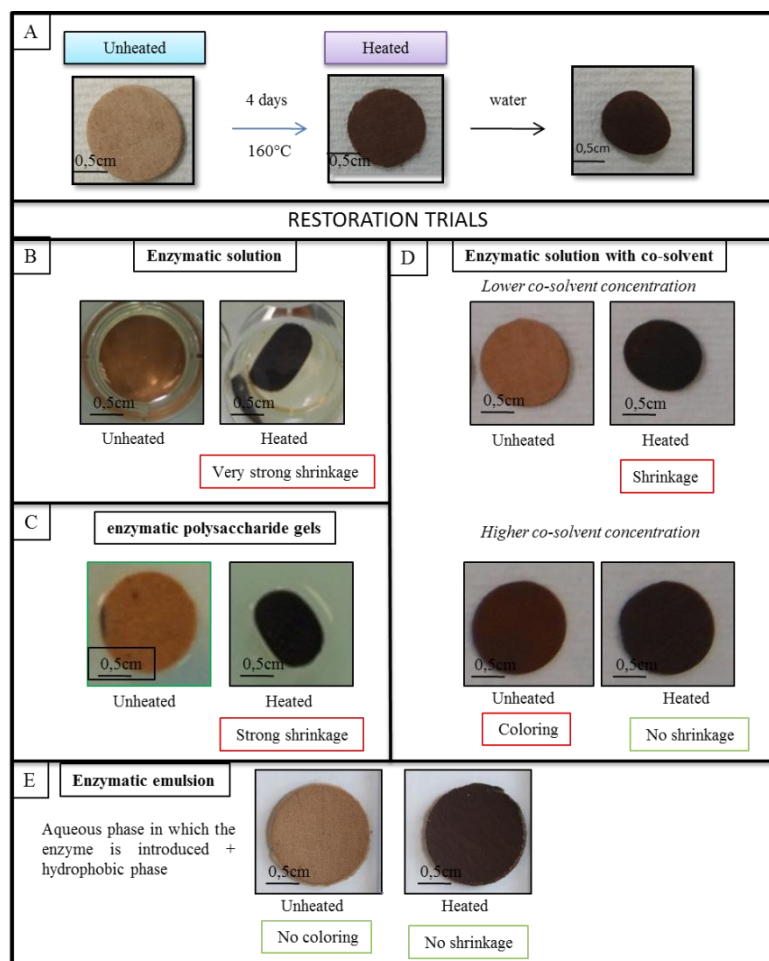 A
Unheated
Heated
4 days
160°C
water
0,5cm
0,5cm
0,5cm
RESTORATION TRIALS
B
Enzymatic solution
0,5cm
0,5cm
Unheated
Heated
Very strong shrinkage
C
enzymatic polysaccharide gels
0,5cm
0,5cm
Unheated
Heated
Strong shrinkage
D
Enzymatic solution with co-solvent
Lower co-solvent concentration
0,5cm
0,5cm
Unheated
Heated
Shrinkage
Higher co-solvent concentration
0,5cm
0,5cm
Unheated
Heated
Coloring
No shrinkage
E
Enzymatic emulsion
Aqueous phase in which the
enzyme is introduced +
hydrophobic phase
0,5cm
0,5cm
Unheated
Heated
No coloring
No shrinkage